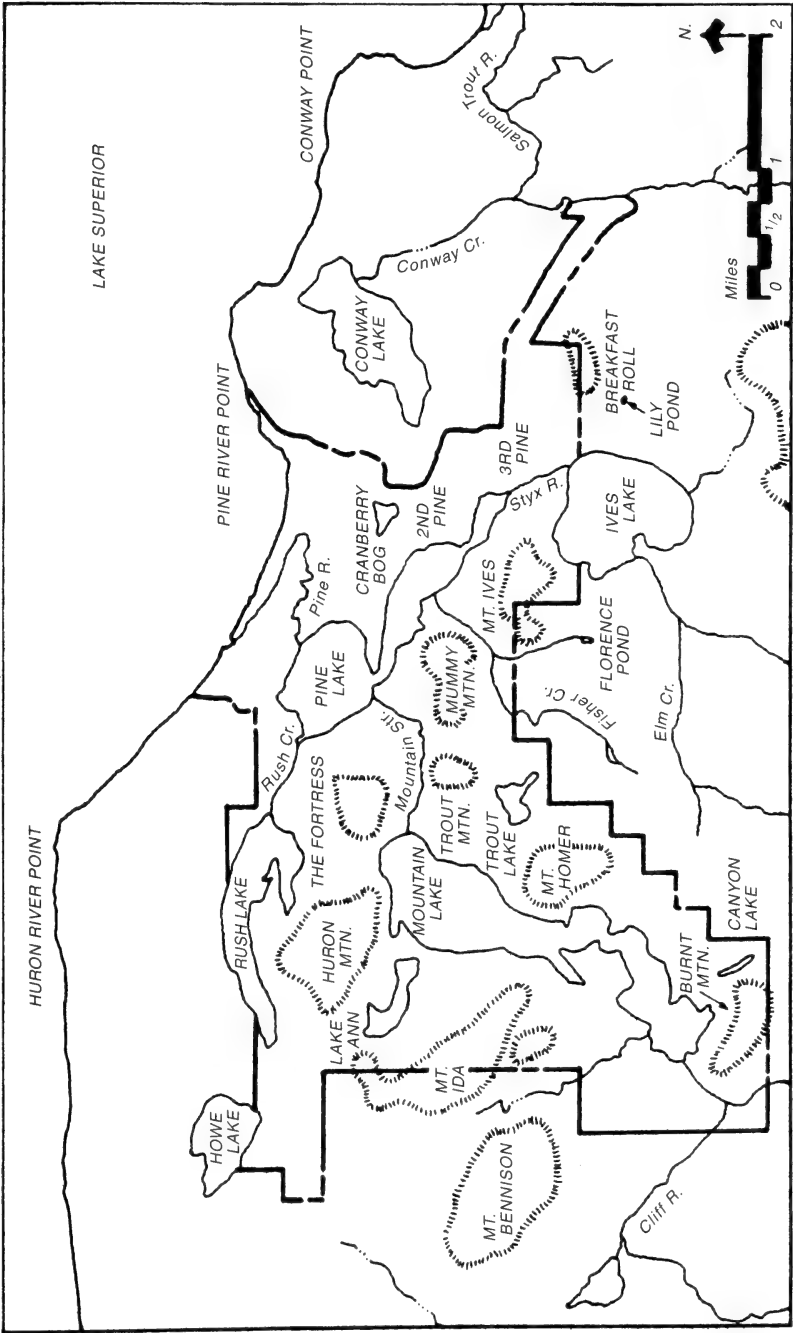 LAKE SUPERIOR
HURON RIVER POINT
PINE RIVER POINT
CONWAY POINT
HOWE
LAKE
RUSH LAKE
Rush Cr.
Pine R.
CONWAY
LAKE
Conway Cr.
Salmon Trout R.
LAKE
ANN
HURON
MTN.
THE FORTRESS
PINE
LAKE
CRANBERRY
BOG
2ND
PINE
3RD
PINE
MT.
IDA
MOUNTAIN
LAKE
Mountain Str.
TROUT
MTN.
MUMMY
MTN.
MT. IVES
Styx R.
MT.
BENNISON
TROUT
LAKE
MT.
HOMER
Fisher Cr.
FLORENCE
POND
IVES
LAKE
BREAKFAST
ROLL
LILY
POND
Elm Cr.
Cliff R.
BURNT
MTN.
CANYON
LAKE
N.
Miles
0 1/2 1 2